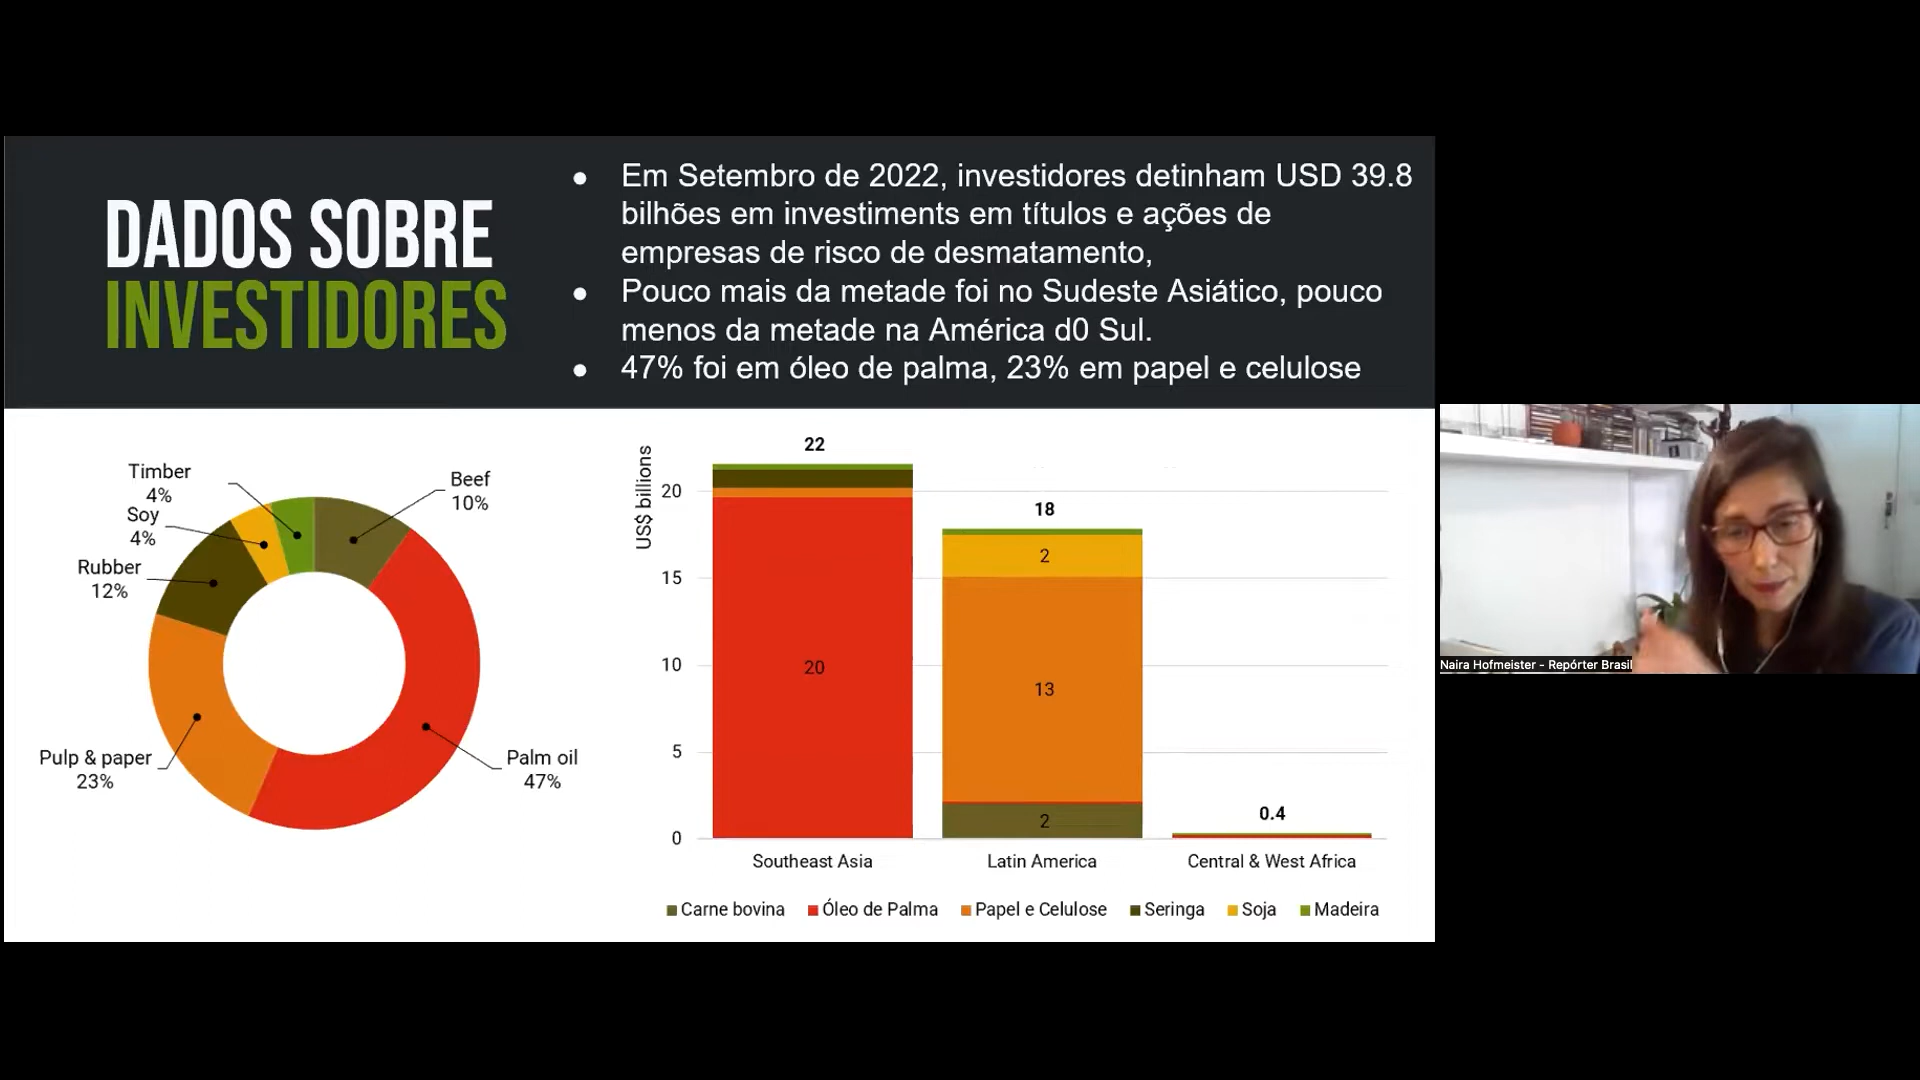 DADOS SOBRE
INVESTIDORES
● Em Setembro de 2022, investidores detinham USD 39.8
bilhões em investiments em títulos e ações de
empresas de risco de desmatamento,
● Pouco mais da metade foi no Sudeste Asiático, pouco
menos da metade na América d0 Sul.
● 47% foi em óleo de palma, 23% em papel e celulose
Timber
4%
Soy
4%
Rubber
12%
Pulp & paper
23%
Beef
10%
Palm oil
47%
US$ billions
20
15
10
5
0
22
20
18
2
13
2
0.4
Southeast Asia
Latin America
Central & West Africa
Carne bovina
Óleo de Palma
Papel e Celulose
Seringa
Soja
Madeira
Naira Hofmeister - Repórter Brasil